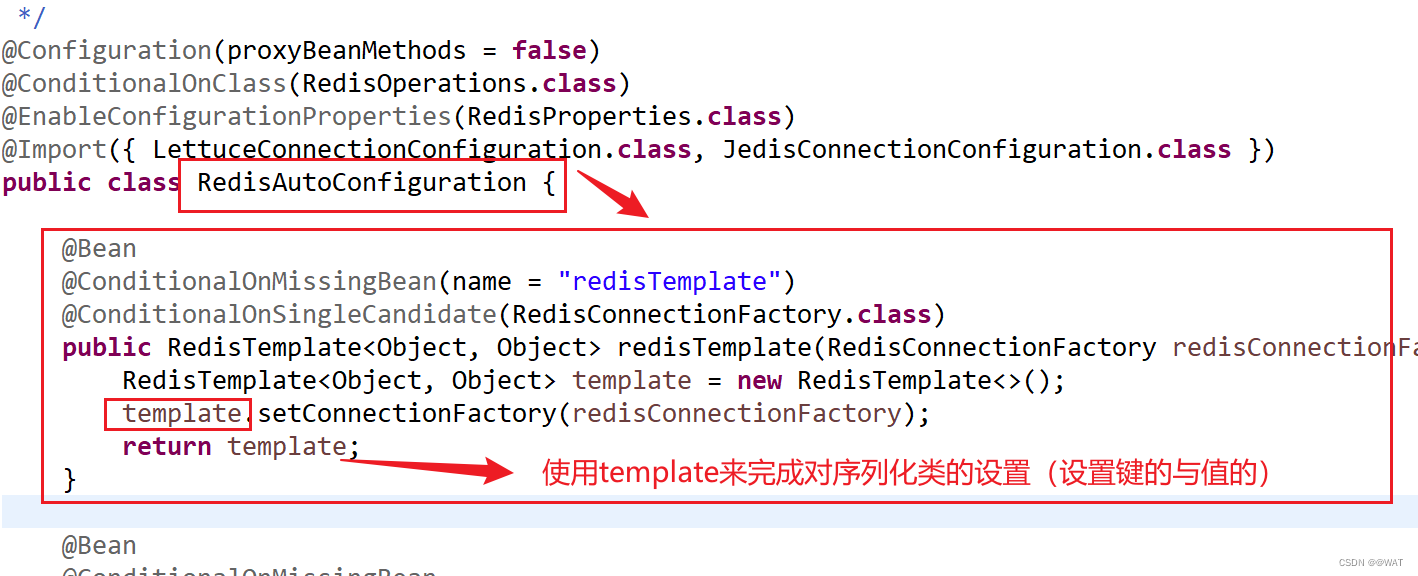 */
@Configuration(proxyBeanMethods = false)
@ConditionalOnClass(RedisOperations.class)
@EnableConfigurationProperties(RedisProperties.class)
@Import({ LettuceConnectionConfiguration.class, JedisConnectionConfiguration.class })
public class RedisAutoConfiguration {
@Bean
@ConditionalOnMissingBean(name = "redisTemplate")
@ConditionalOnSingleCandidate(RedisConnectionFactory.class)
public RedisTemplate<Object, Object> redisTemplate(RedisConnectionFactory redisConnectionFa
RedisTemplate<Object, Object> template = new RedisTemplate<>();
template.setConnectionFactory(redisConnectionFactory);
return template;
使用template来完成对序列化类的设置（设置键的与值的）
}
@Bean
@ConditionalOnMissingBean
CSDN @@WAT